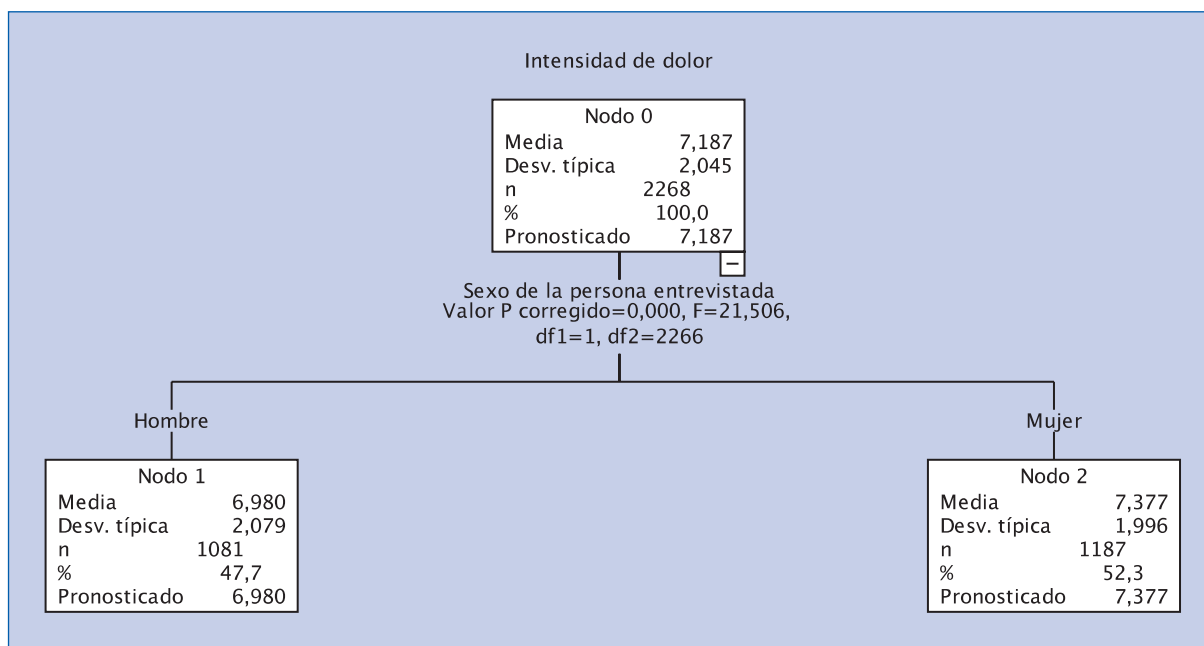 Intensidad de dolor
Nodo 0
Media 7,187
Desv. típica 2,045
n 2268
% 100,0
Pronosticado 7,187
Sexo de la persona entrevistada
Valor P corregido=0,000, F=21,506,
df1=1, df2=2266
Hombre
Nodo 1
Media 6,980
Desv. típica 2,079
n 1081
% 47,7
Pronosticado 6,980
Mujer
Nodo 2
Media 7,377
Desv. típica 1,996
n 1187
% 52,3
Pronosticado 7,377